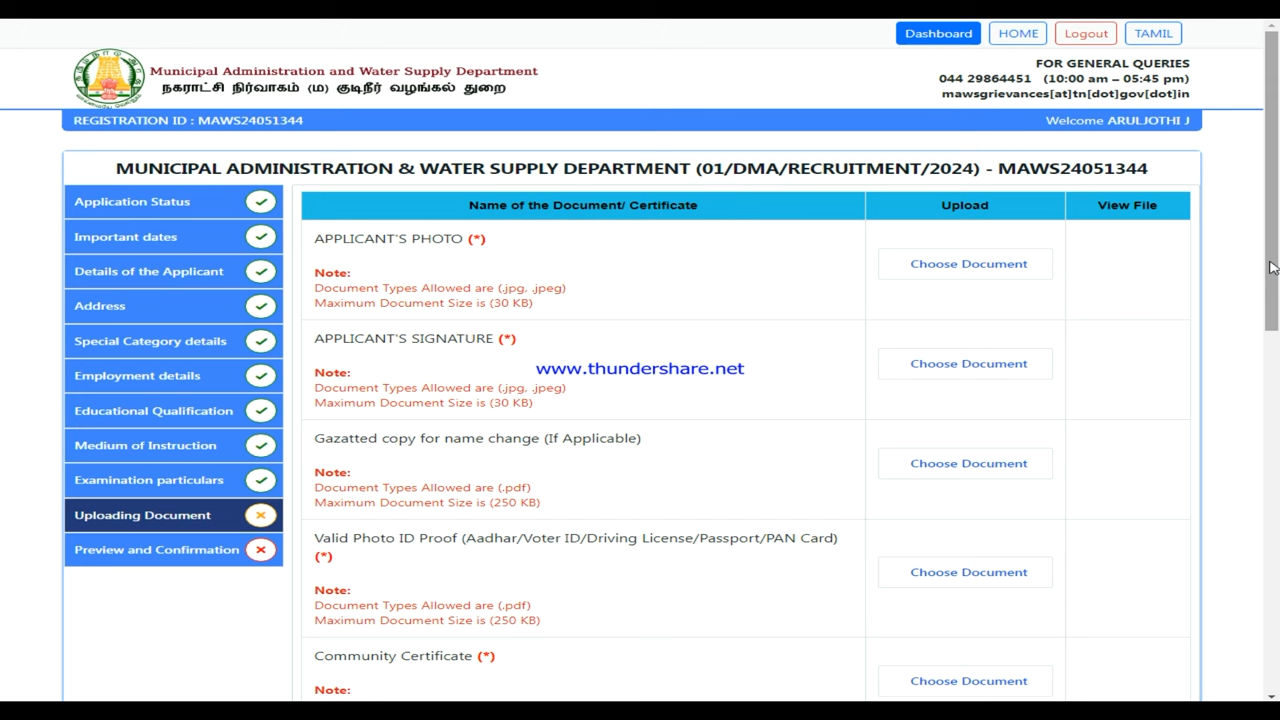 Dashboard HOME Logout TAMIL
Municipal Administration and Water Supply Department
நகராட்சி நிர்வாகம் (ம) குடிநீர் வழங்கல் துறை
FOR GENERAL QUERIES
044 29864451 (10:00 am – 05:45 pm)
mawsgrievances[at]tn[dot]gov[dot]in
REGISTRATION ID : MAWS24051344 Welcome ARULJOTHI J
MUNICIPAL ADMINISTRATION & WATER SUPPLY DEPARTMENT (01/DMA/RECRUITMENT/2024) - MAWS24051344
Application Status
Important dates
Details of the Applicant
Address
Special Category details
Employment details
Educational Qualification
Medium of Instruction
Examination particulars
Uploading Document
Preview and Confirmation
Name of the Document/ Certificate Upload View File
APPLICANT'S PHOTO (*)
Note:
Document Types Allowed are (.jpg, .jpeg)
Maximum Document Size is (30 KB)
Choose Document
APPLICANT'S SIGNATURE (*)
Note:
Document Types Allowed are (.jpg, .jpeg)
Maximum Document Size is (30 KB)
Choose Document
www.thundershare.net
Gazatted copy for name change (If Applicable)
Note:
Document Types Allowed are (.pdf)
Maximum Document Size is (250 KB)
Choose Document
Valid Photo ID Proof (Aadhar/Voter ID/Driving License/Passport/PAN Card)
(*)
Note:
Document Types Allowed are (.pdf)
Maximum Document Size is (250 KB)
Choose Document
Community Certificate (*)
Note:
Choose Document